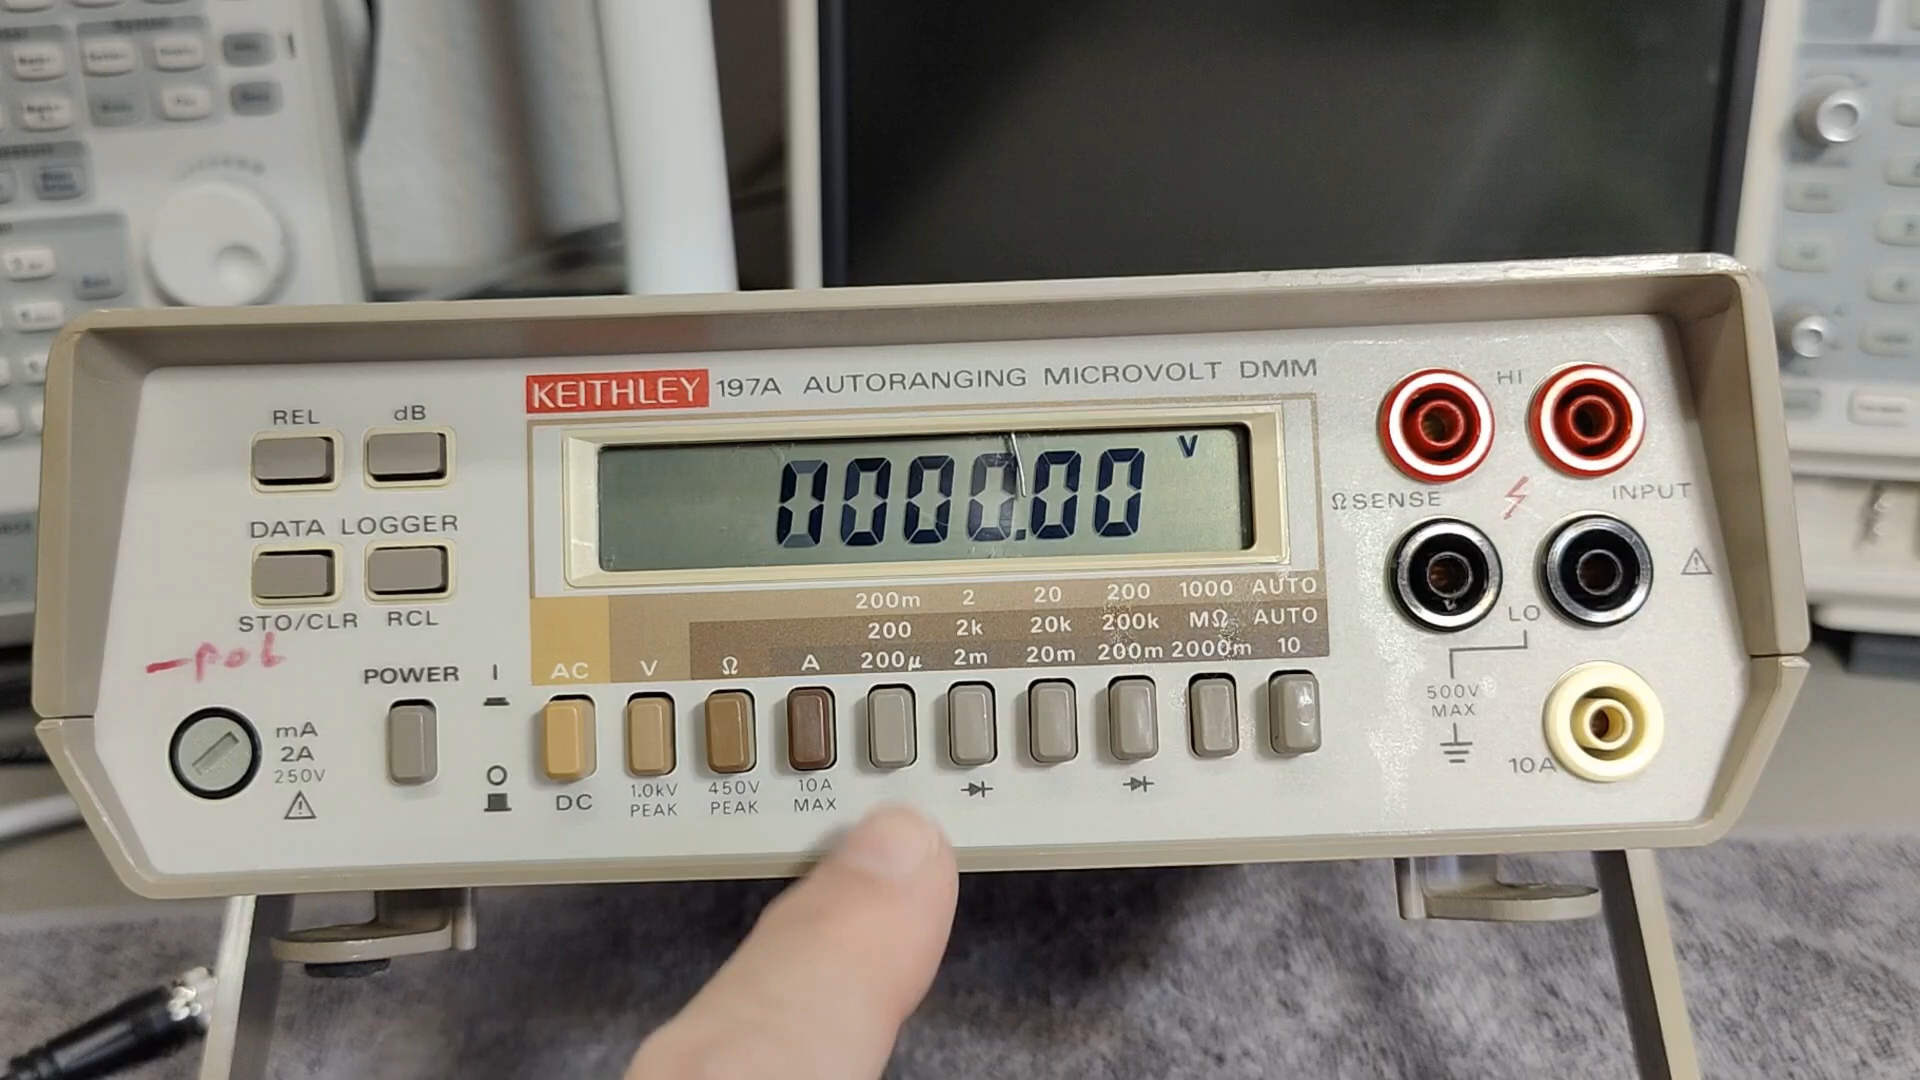 KEITHLEY 197A AUTORANGING MICROVOLT DMM
REL dB
DATA LOGGER
STO/CLR RCL
-pol
0000.00 V
HI
Ω SENSE INPUT
LO
500V
MAX
10A
200m 2 20 200 1000 AUTO
200 2k 20k 200k MΩ AUTO
AC V Ω A 200μ 2m 20m 200m 2000m 10
POWER I
O
mA
2A
250V
DC
1.0kV
PEAK
450V
PEAK
10A
MAX